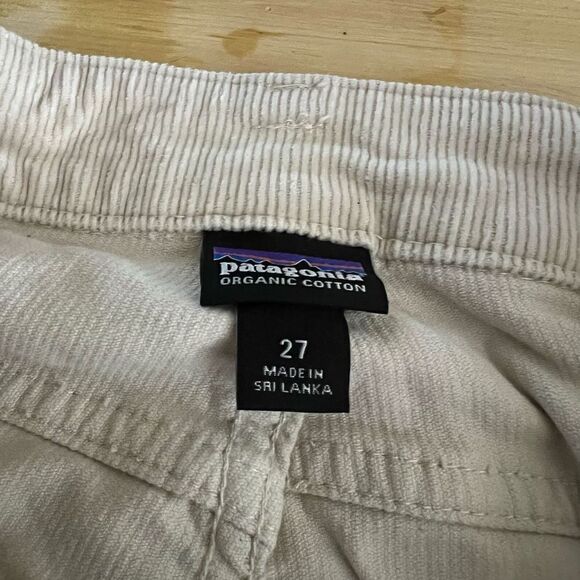 patagonia
ORGANIC COTTON
27
MADE IN
SRI LANKA